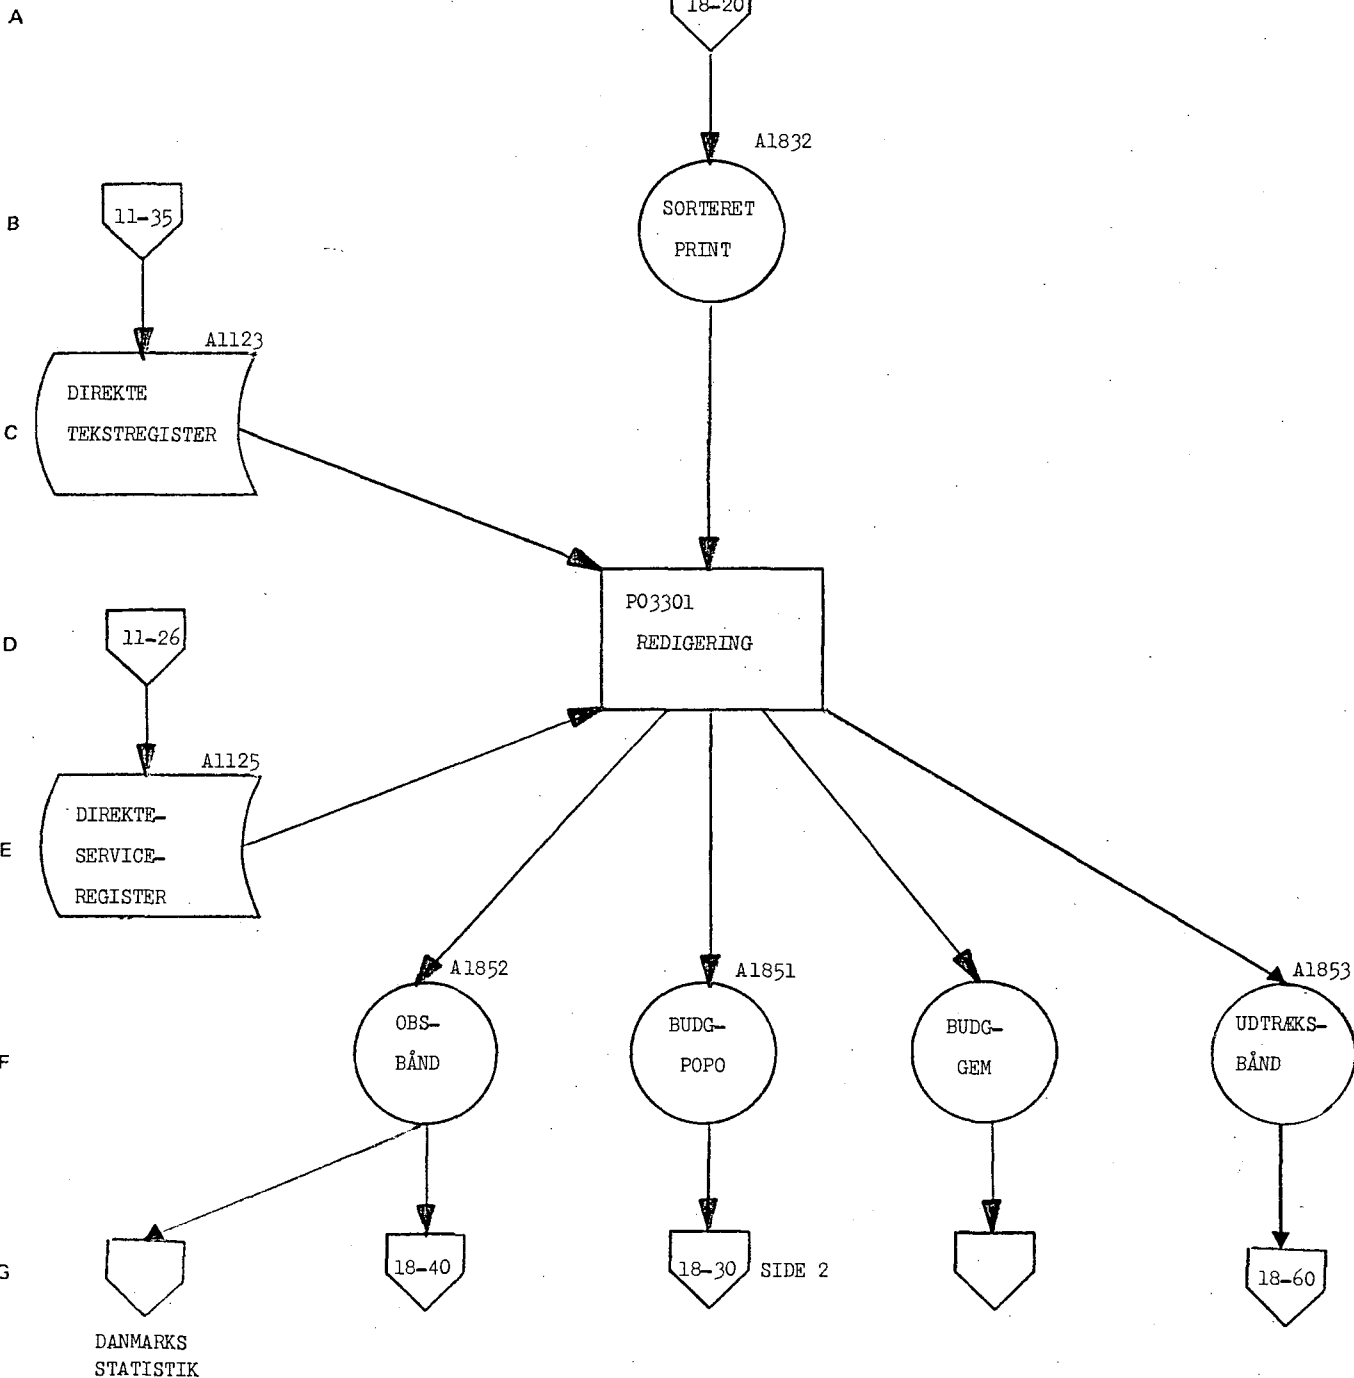 A
18-20
A1832
B
11-35
SORTERET
PRINT
A1123
DIREKTE
C
TEKSTREGISTER
PO3301
D
11-26
REDIGERING
A1125
DIREKTE-
E
SERVICE-
REGISTER
A1852
A1851
A1853
OBS-
BÅND
BUDG-
POPO
BUDG-
GEM
UDTRÆKS-
BÅND
F
G
18-40
18-30 SIDE 2
18-60
DANMARKS
STATISTIK